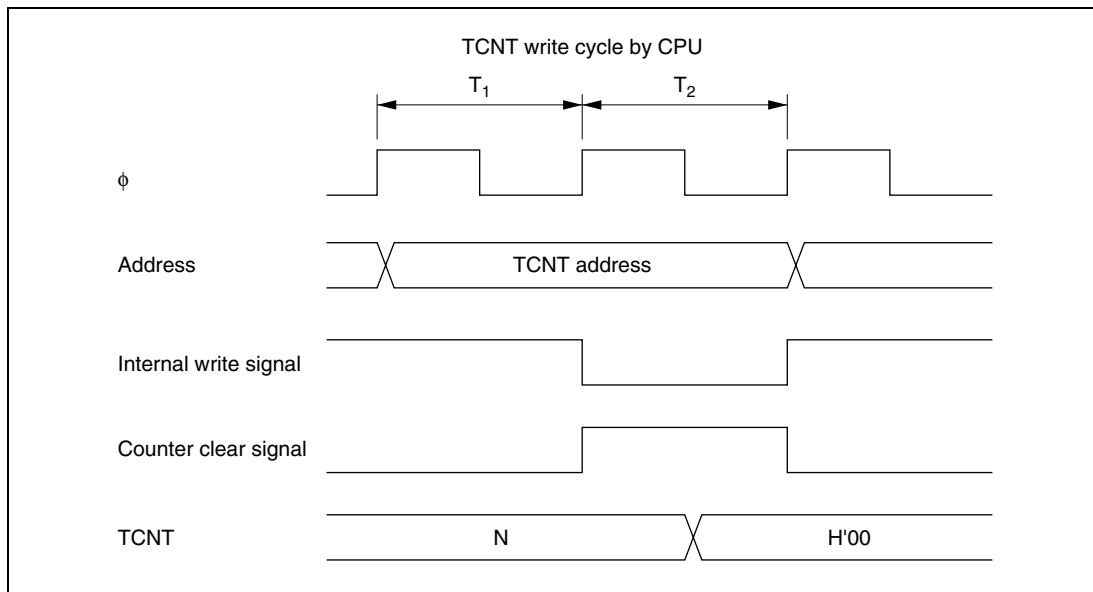 TCNT write cycle by CPU
T₁ T₂
ϕ
Address TCNT address
Internal write signal
Counter clear signal
TCNT N H'00